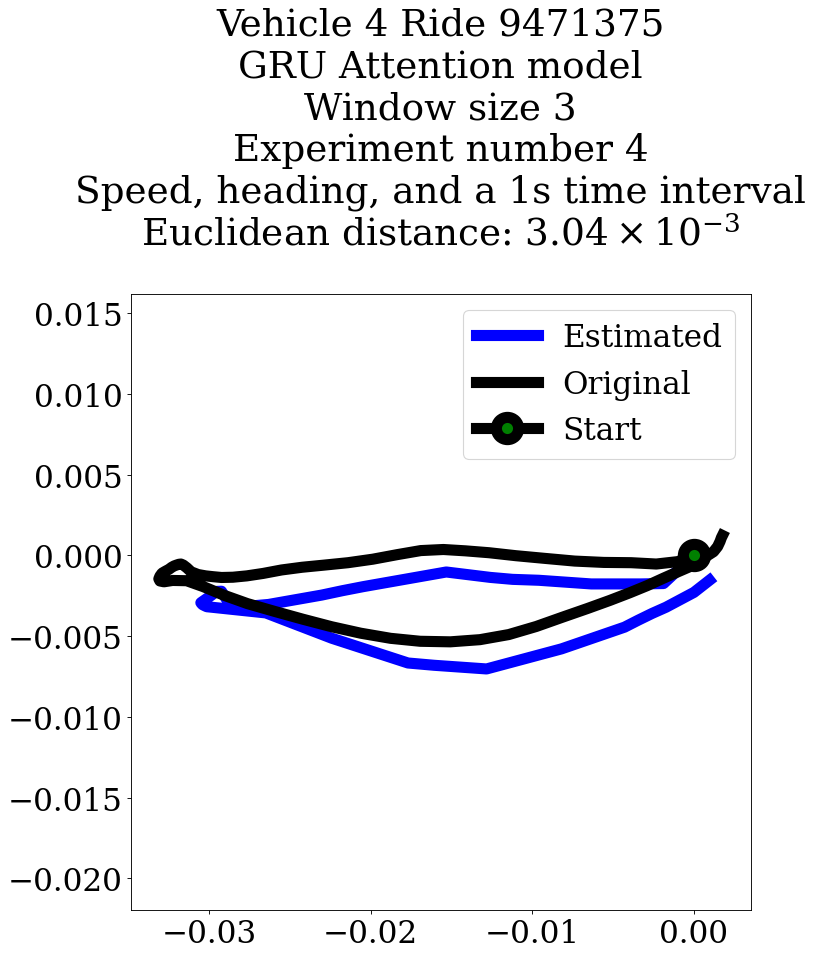 Vehicle 4 Ride 9471375
GRU Attention model
Window size 3
Experiment number 4
Speed, heading, and a 1s time interval
Euclidean distance: 3.04 × 10⁻³
Estimated
Original
Start
0.015
0.010
0.005
0.000
−0.005
−0.010
−0.015
−0.020
−0.03 −0.02 −0.01 0.00